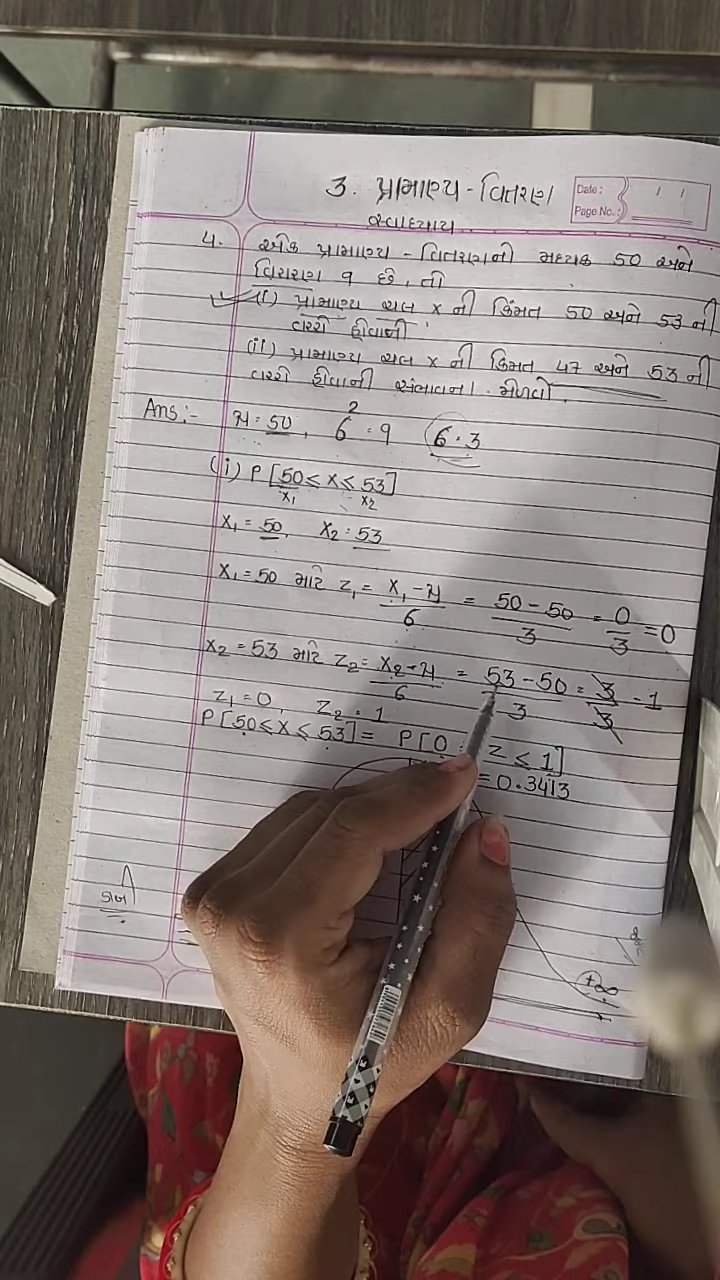 3. પ્રામાણ્ય - વિતરણ
Date : / /
Page No. :
સ્વાધ્યાય
4. એક પ્રામાણ્ય - વિતરણનો મધ્યક 50 અને
વિચરણ 9 છે, તો
(i) પ્રામાણ્ય ચલ x ની કિંમત 50 અને 53 ની
વચ્ચે હોવાની
(ii) પ્રામાણ્ય ચલ x ની કિંમત 47 અને 53 ની
વચ્ચે હોવાની સંભાવના મેળવો.
Ans:- μ = 50, σ² = 9 σ = 3
(i) P [50 ≤ x ≤ 53]
x₁ x₂
x₁ = 50, x₂ = 53
x₁ = 50 માટે z₁ = x₁ - μ / σ = 50 - 50 / 3 = 0 / 3 = 0
x₂ = 53 માટે z₂ = x₂ - μ / σ = 53 - 50 / 3 = 3 / 3 = 1
z₁ = 0, z₂ = 1
P [50 ≤ x ≤ 53] = P [0 z ≤ 1]
= 0.3413
+∞